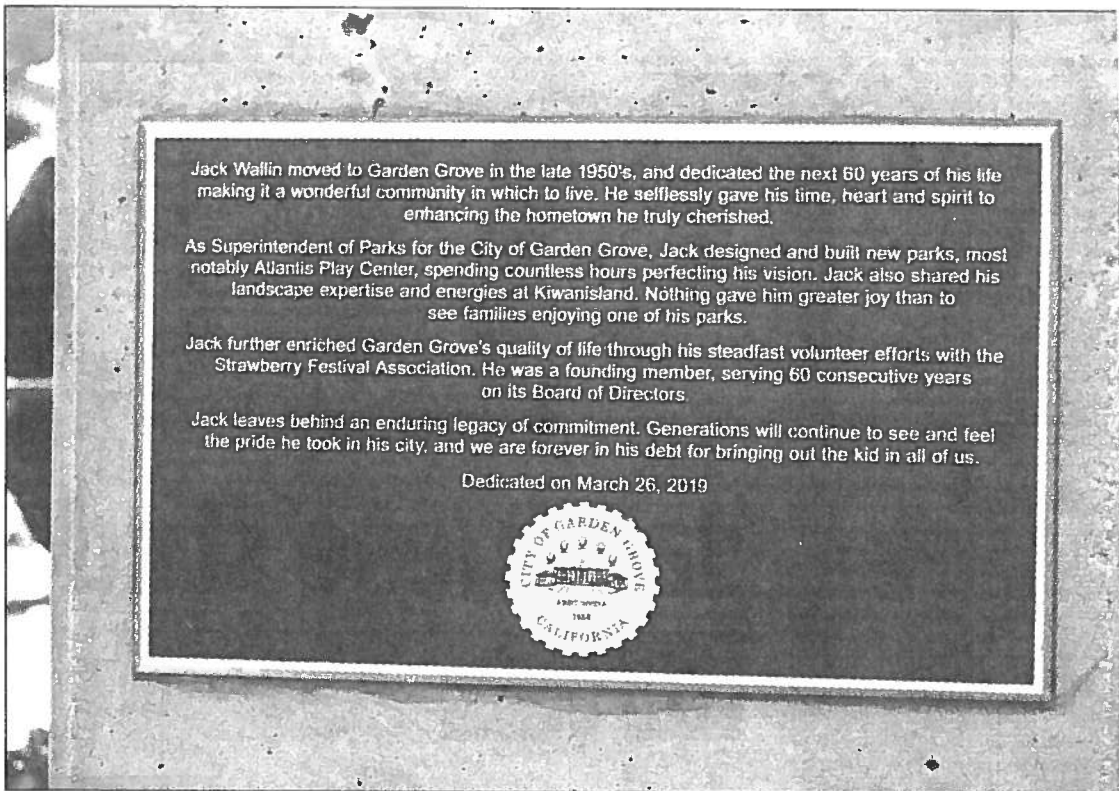 Jack Wallin moved to Garden Grove in the late 1950's, and dedicated the next 60 years of his life
making it a wonderful community in which to live. He selflessly gave his time, heart and spirit to
enhancing the hometown he truly cherished.
As Superintendent of Parks for the City of Garden Grove, Jack designed and built new parks, most
notably Atlantis Play Center, spending countless hours perfecting his vision. Jack also shared his
landscape expertise and energies at Kiwanisland. Nothing gave him greater joy than to
see families enjoying one of his parks.
Jack further enriched Garden Grove's quality of life through his steadfast volunteer efforts with the
Strawberry Festival Association. He was a founding member, serving 60 consecutive years
on its Board of Directors.
Jack leaves behind an enduring legacy of commitment. Generations will continue to see and feel
the pride he took in his city, and we are forever in his debt for bringing out the kid in all of us.
Dedicated on March 26, 2019
CITY OF GARDEN GROVE
CALIFORNIA